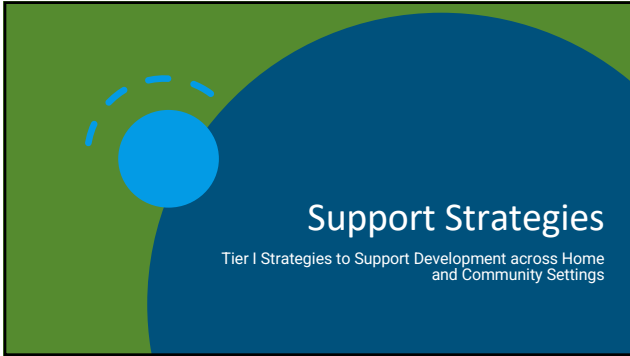 Support Strategies
Tier I Strategies to Support Development across Home
and Community Settings